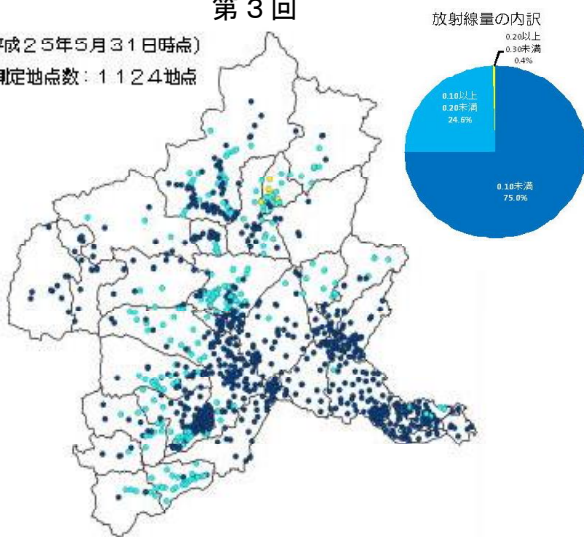 第３回
成２５年５月３１日時点)
定地点数：１１２４地点
放射線量の内訳
0.20以上
0.30未満
0.4%
0.10以上
0.20未満
24.6%
0.10未満
75.0%